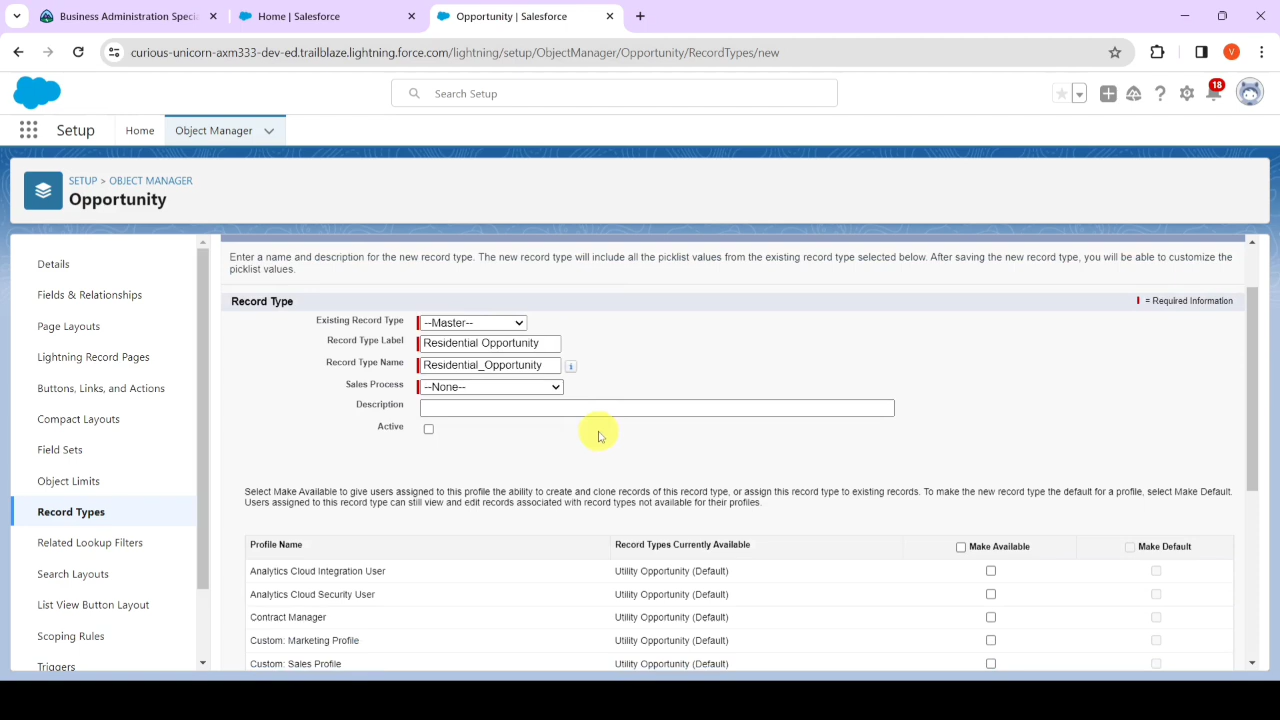 Business Administration Speci
Home | Salesforce
Opportunity | Salesforce
curious-unicorn-axm333-dev-ed.trailblaze.lightning.force.com/lightning/setup/ObjectManager/Opportunity/RecordTypes/new
V
Search Setup
18
Setup
Home
Object Manager
SETUP > OBJECT MANAGER
Opportunity
Details
Fields & Relationships
Page Layouts
Lightning Record Pages
Buttons, Links, and Actions
Compact Layouts
Field Sets
Object Limits
Record Types
Related Lookup Filters
Search Layouts
List View Button Layout
Scoping Rules
Triggers
Enter a name and description for the new record type. The new record type will include all the picklist values from the existing record type selected below. After saving the new record type, you will be able to customize the
picklist values.
Record Type
= Required Information
Existing Record Type --Master--
Record Type Label Residential Opportunity
Record Type Name Residential_Opportunity i
Sales Process --None--
Description
Active
Select Make Available to give users assigned to this profile the ability to create and clone records of this record type, or assign this record type to existing records. To make the new record type the default for a profile, select Make Default.
Users assigned to this record type can still view and edit records associated with record types not available for their profiles.
Profile Name Record Types Currently Available Make Available Make Default
Analytics Cloud Integration User Utility Opportunity (Default)
Analytics Cloud Security User Utility Opportunity (Default)
Contract Manager Utility Opportunity (Default)
Custom: Marketing Profile Utility Opportunity (Default)
Custom: Sales Profile Utility Opportunity (Default)